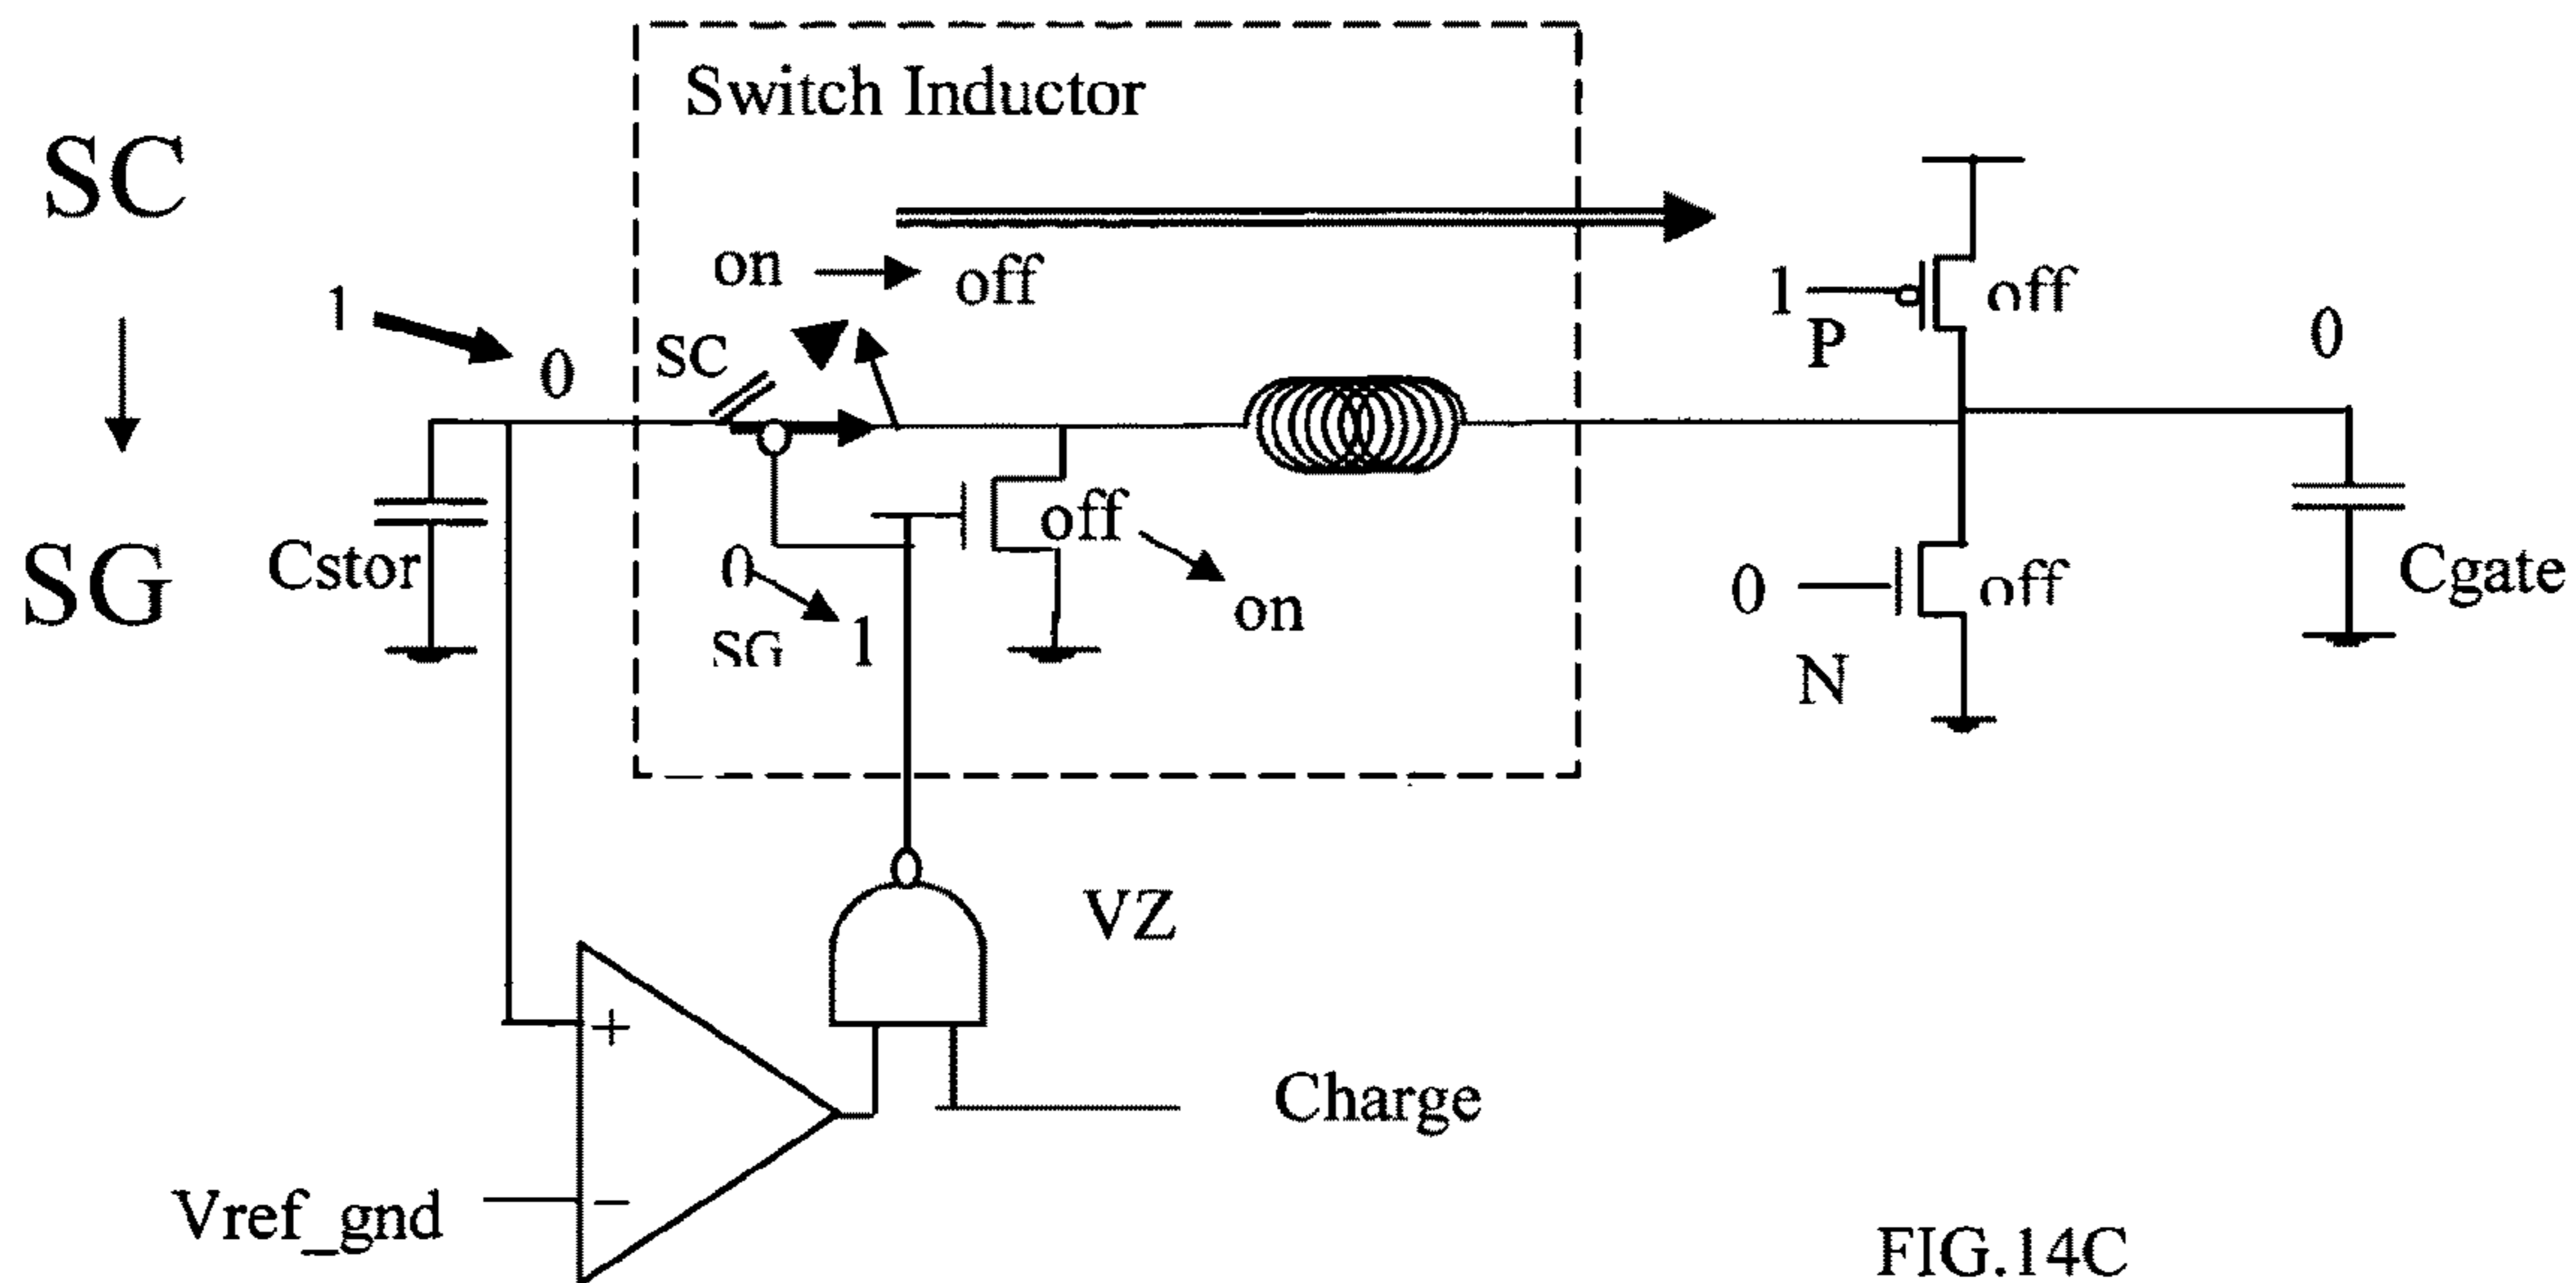 Switch Inductor
SC
on
off
1
0
SC
1
off
P
0
SG
Cstor
off
on
0
1
SG
0
off
N
Cgate
VZ
+
Charge
Vref_gnd
−
FIG.14C